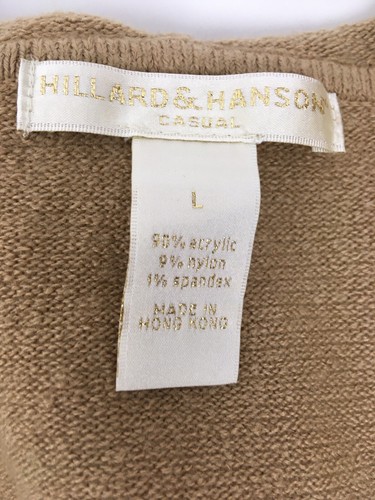 HILLARD & HANSON
CASUAL
L
90% acrylic
9% nylon
1% spandex
MADE IN
HONG KONG